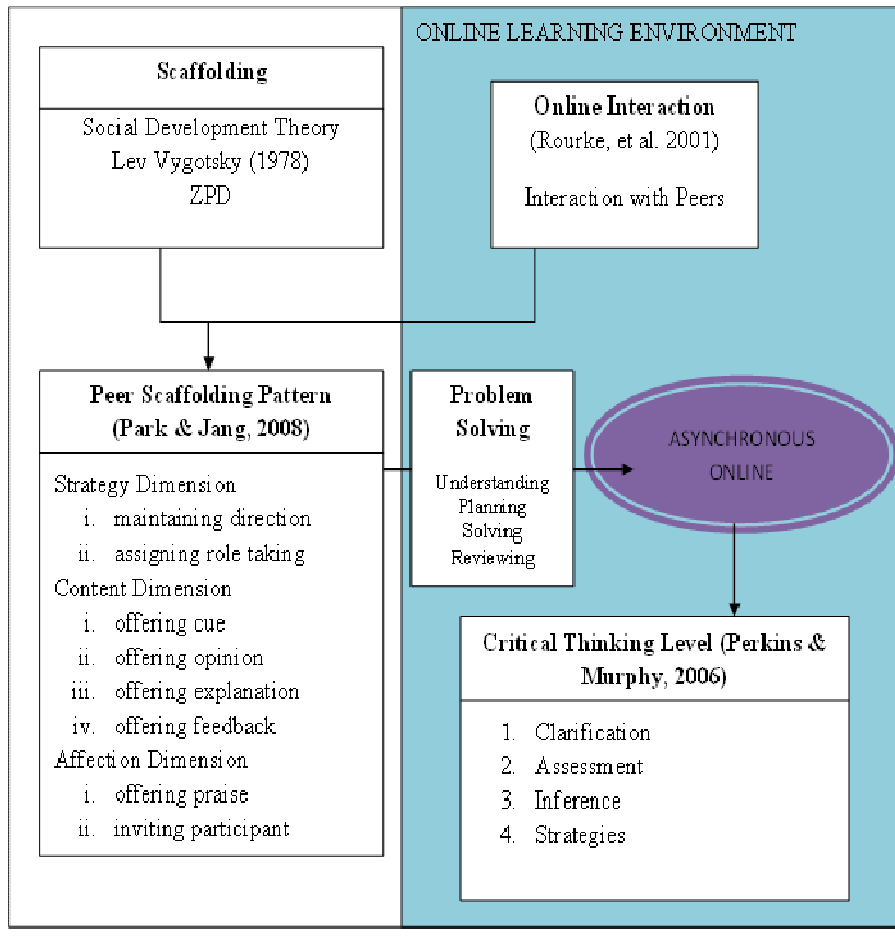 ONLINE LEARNING ENVIRONMENT
Scaffolding
Social Development Theory
Lev Vygotsky (1978)
ZPD
Online Interaction
(Rourke, et al. 2001)
Interaction with Peers
Peer Scaffolding Pattern
(Park & Jang, 2008)
Strategy Dimension
i. maintaining direction
ii. assigning role taking
Content Dimension
i. offering cue
ii. offering opinion
iii. offering explanation
iv. offering feedback
Affection Dimension
i. offering praise
ii. inviting participant
Problem
Solving
Understanding
Planning
Solving
Reviewing
ASYNCHRONOUS
ONLINE
Critical Thinking Level (Perkins &
Murphy, 2006)
1. Clarification
2. Assessment
3. Inference
4. Strategies